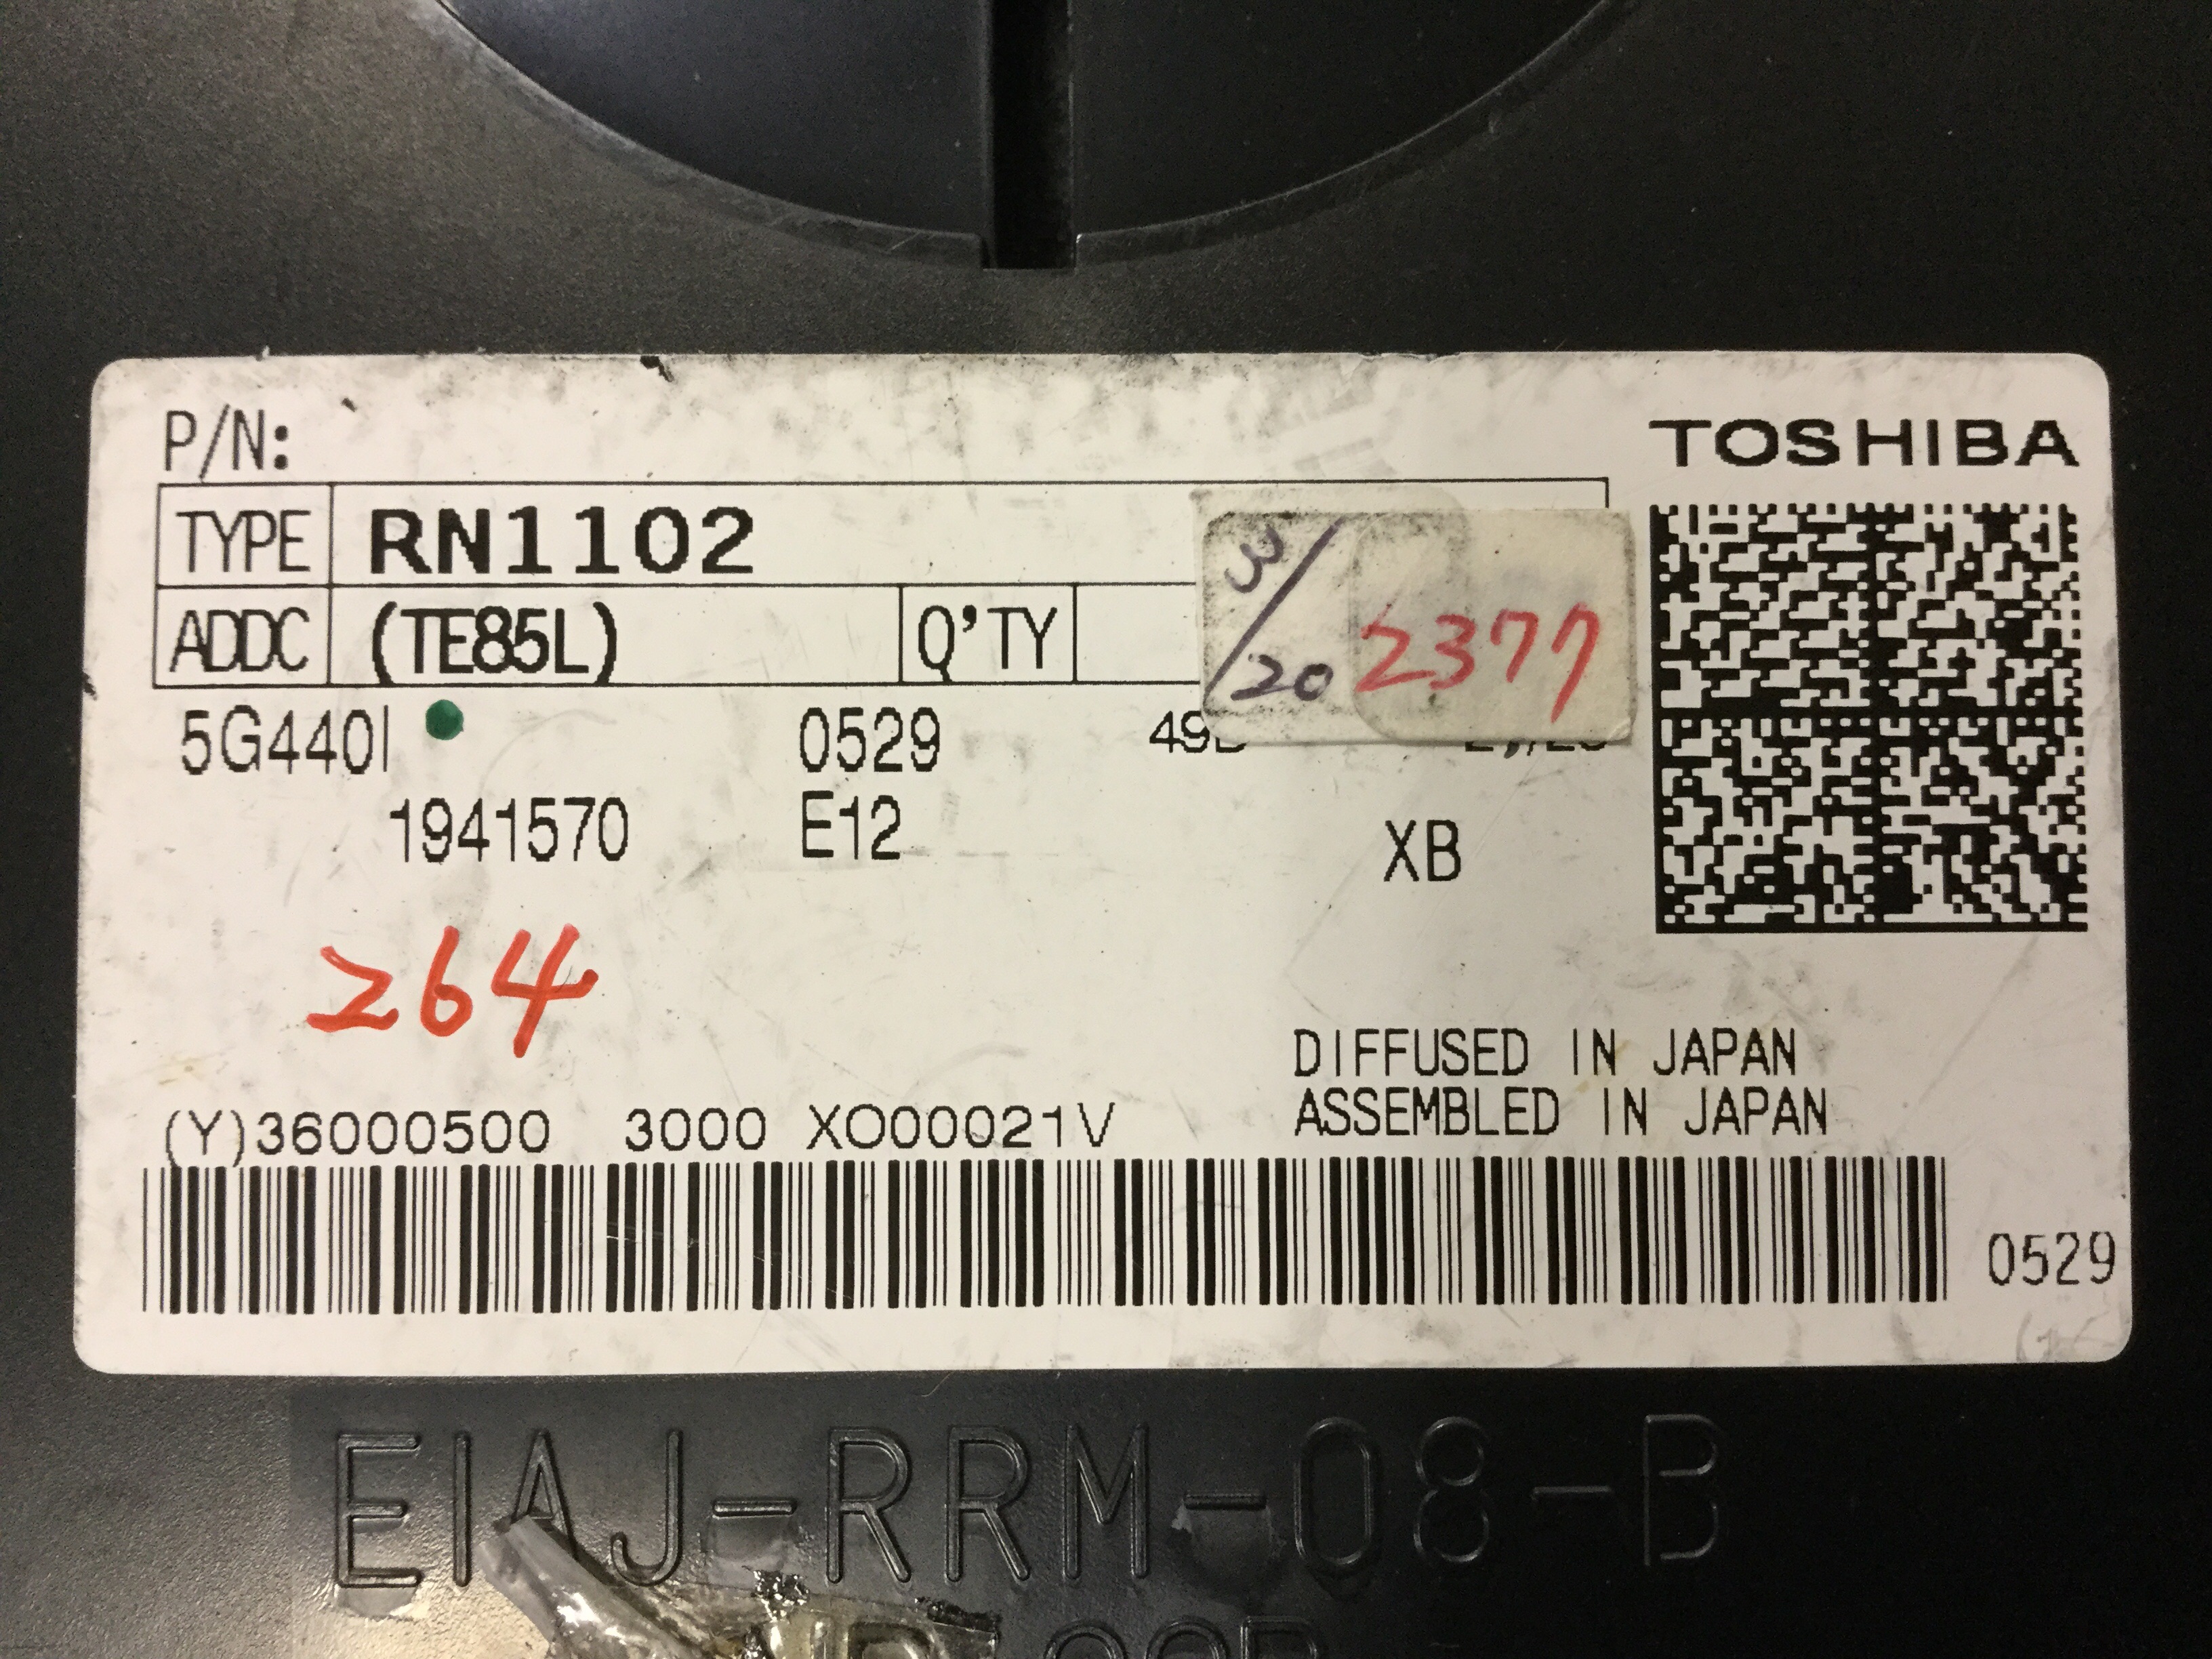 P/N:
TOSHIBA
TYPE RN1102
ADDC (TE85L) Q'TY
3/20 2377
5G440I 0529
1941570 E12 XB
264
DIFFUSED IN JAPAN
ASSEMBLED IN JAPAN
(Y)36000500 3000 XO00021V
0529
EIAJ-RRM-08-B